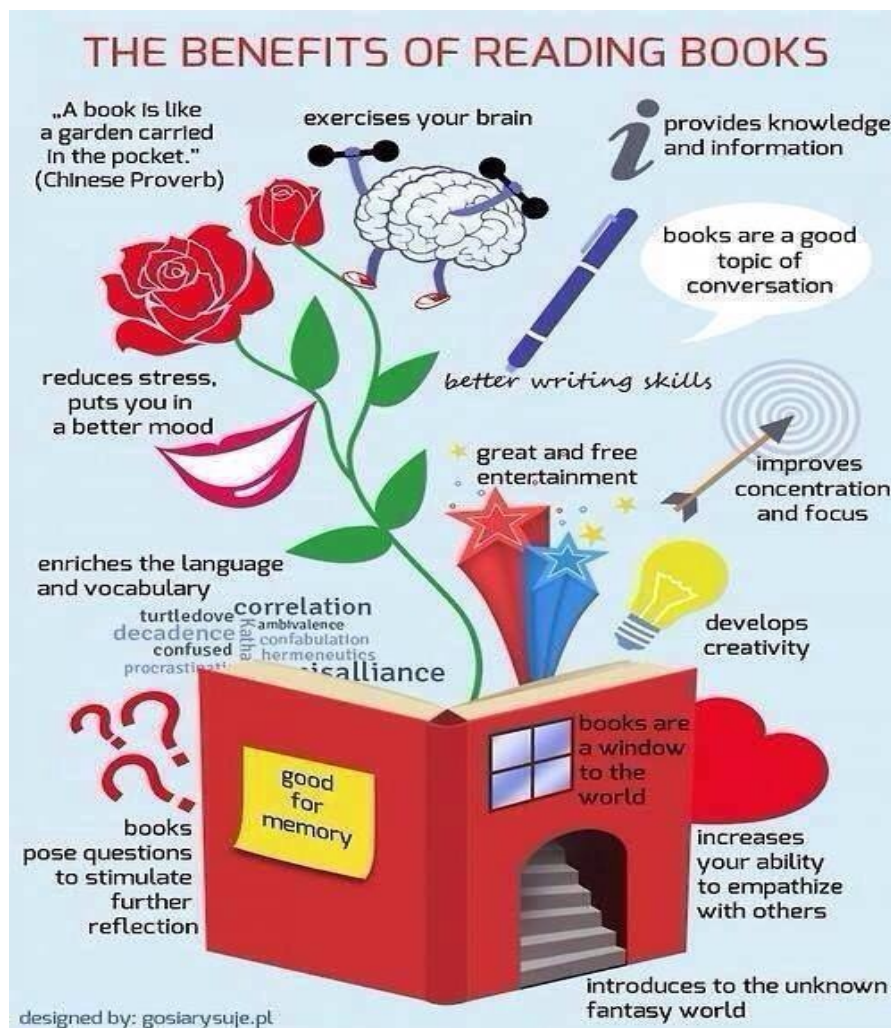 THE BENEFITS OF READING BOOKS
„A book is like
a garden carried
in the pocket.”
(Chinese Proverb)
exercises your brain
provides knowledge
and information
books are a good
topic of
conversation
better writing skills
reduces stress,
puts you in
a better mood
great and free
entertainment
improves
concentration
and focus
enriches the language
and vocabulary
turtledove
correlation
Katha
ambivalence
decadence
confabulation
confused
hermeneutics
develops
creativity
good
for
memory
books are
a window
to the
world
books
pose questions
to stimulate
further
reflection
increases
your ability
to empathize
with others
introduces to the unknown
fantasy world
designed by: gosiarysuje.pl